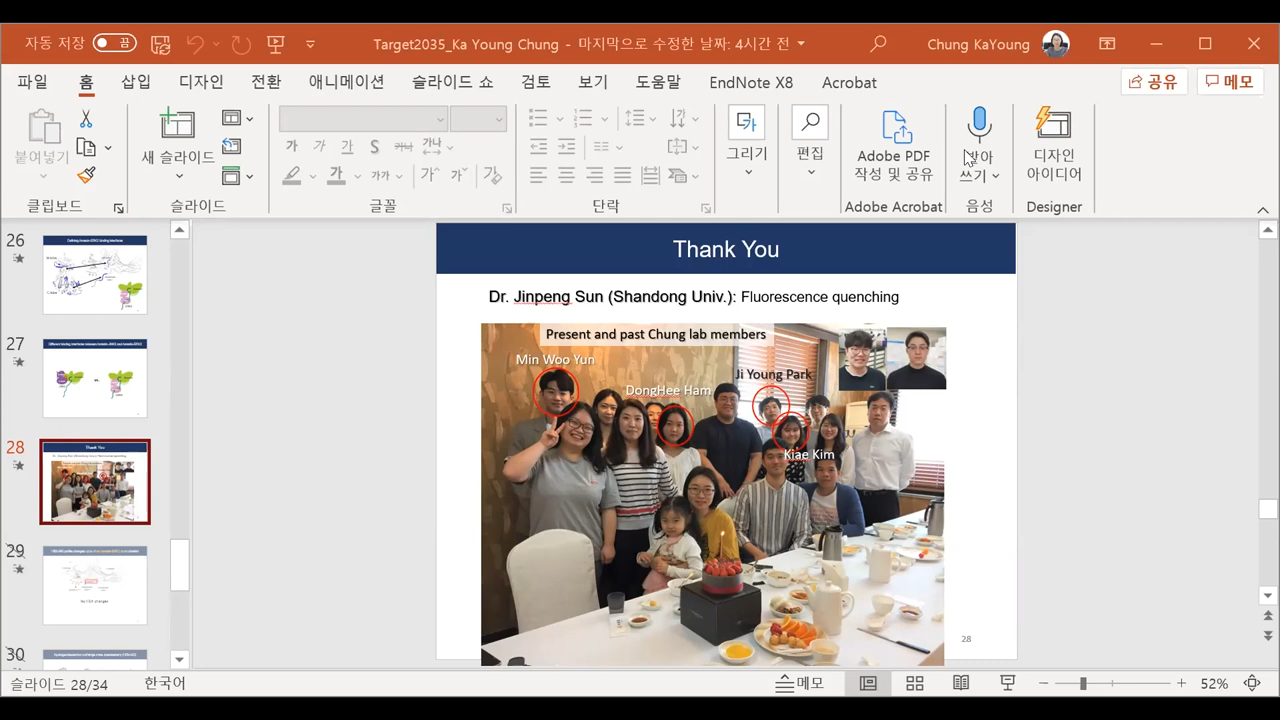 자동 저장 끔
Target2035_Ka Young Chung - 마지막으로 수정한 날짜: 4시간 전
Chung KaYoung
파일 홈 삽입 디자인 전환 애니메이션 슬라이드 쇼 검토 보기 도움말 EndNote X8 Acrobat
공유 메모
붙여넣기
새 슬라이드
그리기
편집
Adobe PDF
작성 및 공유
받아
쓰기
디자인
아이디어
클립보드 슬라이드 글꼴 단락 Adobe Acrobat 음성 Designer
26
27
28
29
30
Thank You
Dr. Jinpeng Sun (Shandong Univ.): Fluorescence quenching
Present and past Chung lab members
Min Woo Yun
DongHee Ham
Ji Young Park
Kiae Kim
28
슬라이드 28/34 한국어 메모 52%